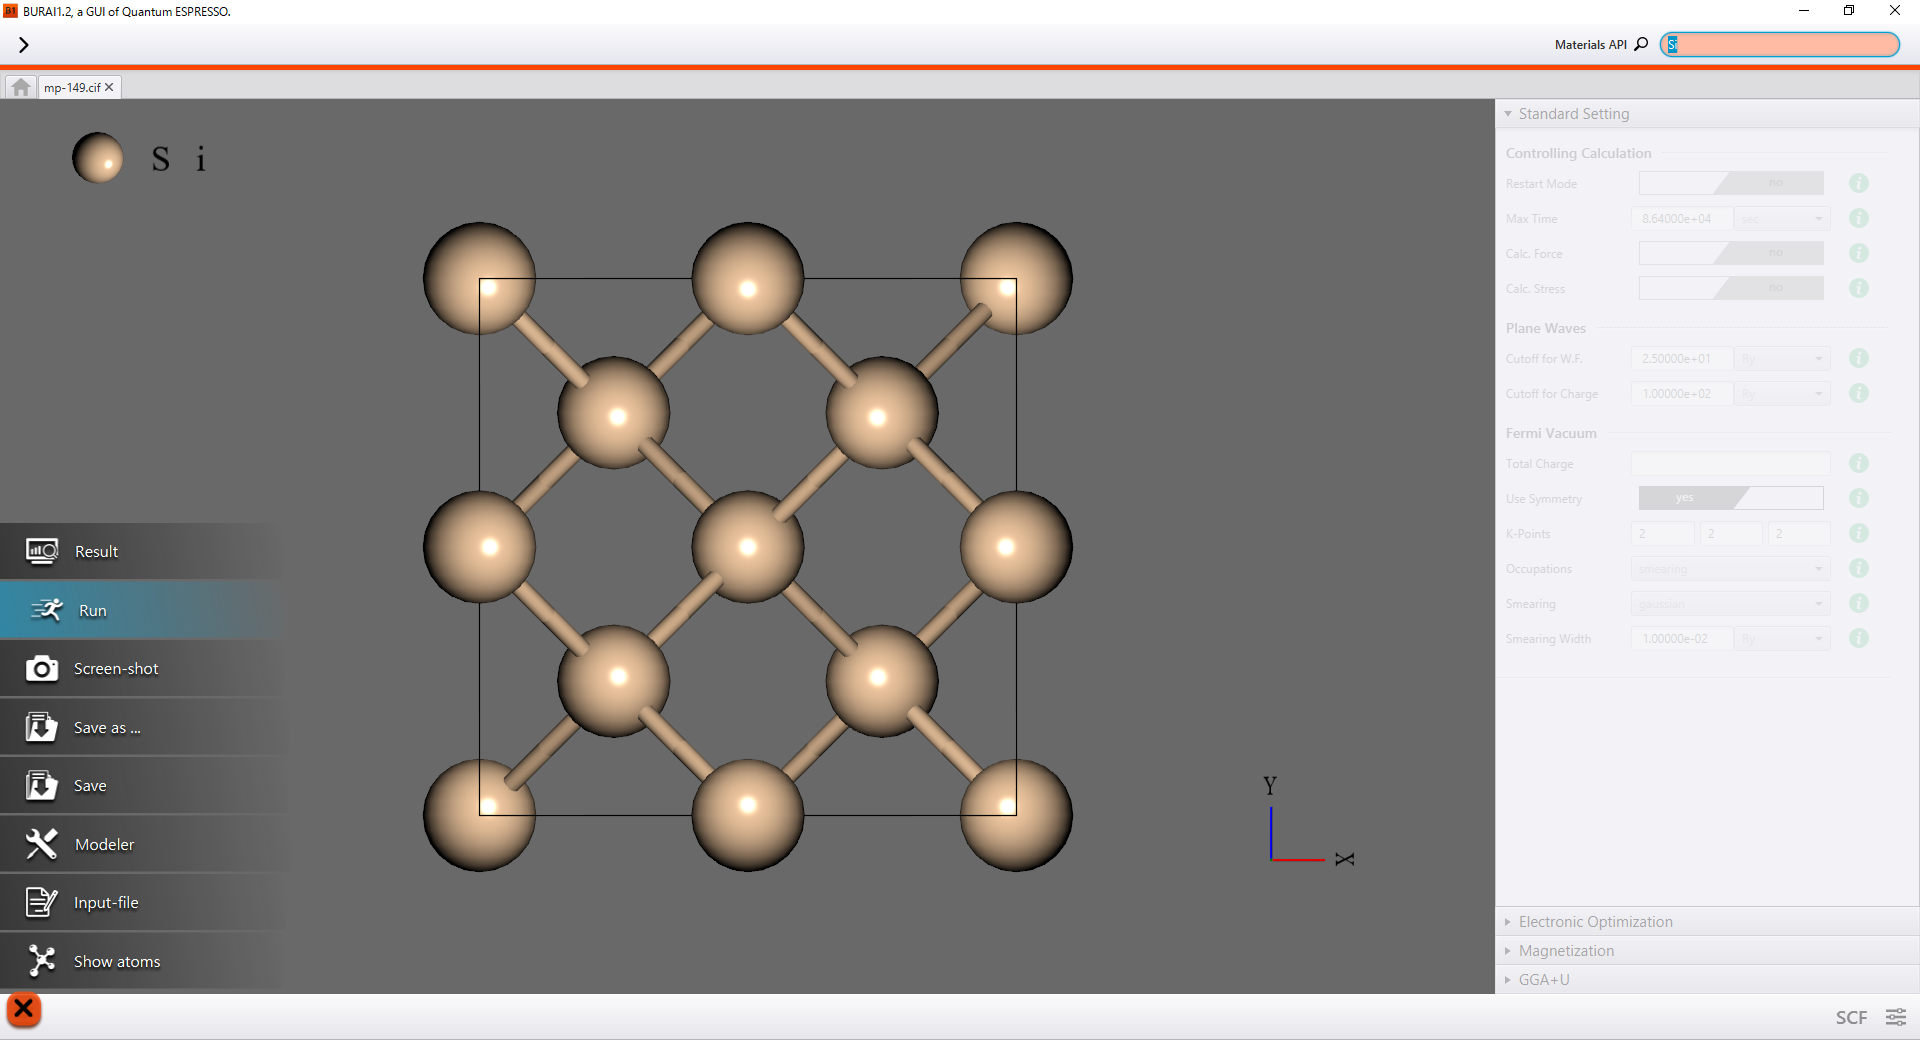 BURAI1.2, a GUI of Quantum ESPRESSO.
Materials API
Si
mp-149.cif
S i
Result
Run
Screen-shot
Save as ...
Save
Modeler
Input-file
Show atoms
Y
X
Standard Setting
Controlling Calculation
Restart Mode no
Max Time 8.64000e+04 sec
Calc. Force no
Calc. Stress no
Plane Waves
Cutoff for W.F. 2.50000e+01 Ry
Cutoff for Charge 1.00000e+02 Ry
Fermi Vacuum
Total Charge
Use Symmetry yes
K-Points 2 2 2
Occupations smearing
Smearing gaussian
Smearing Width 1.00000e-02 Ry
Electronic Optimization
Magnetization
GGA+U
SCF